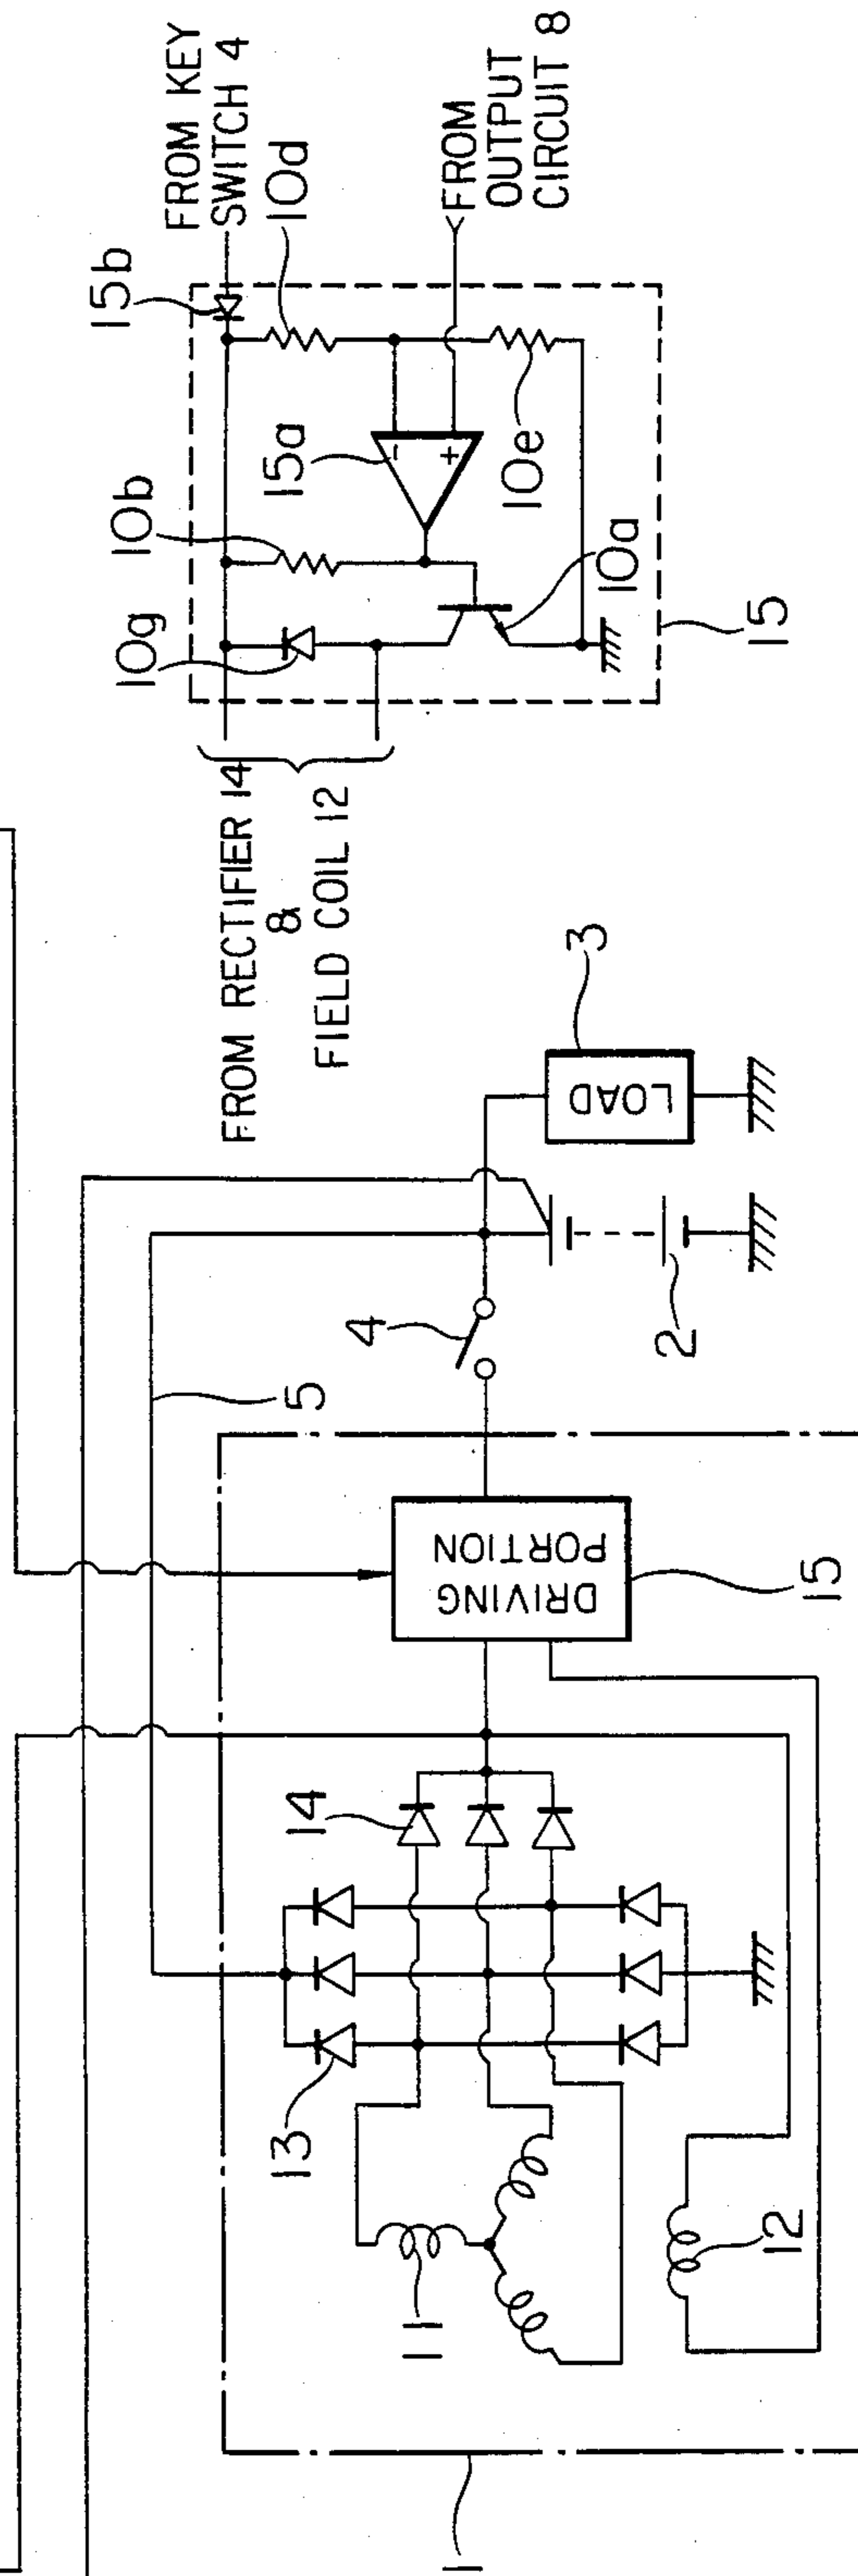 FROM KEY
SWITCH 4
15b
10d
FROM
OUTPUT
CIRCUIT 8
15a
-
+
10e
10b
10g
10a
15
FROM RECTIFIER 14
&
FIELD COIL 12
3
LOAD
4
2
5
DRIVING
PORTION
15
14
13
11
12
1